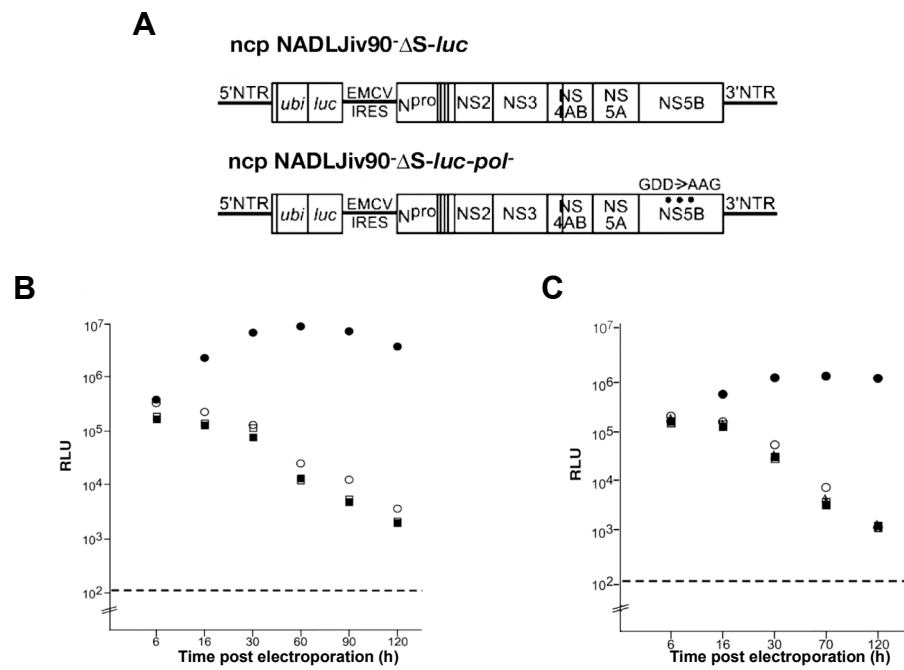 A
ncp NADLJiv90⁻ΔS-luc
5'NTR ubi luc EMCV IRES Npro NS2 NS3 NS 4AB NS 5A NS5B 3'NTR
ncp NADLJiv90⁻ΔS-luc-pol⁻
GDD>AAG
5'NTR ubi luc EMCV IRES Npro NS2 NS3 NS 4AB NS 5A NS5B 3'NTR
B
10⁷
10⁶
10⁵
10⁴
10³
10²
RLU
6 16 30 60 90 120
Time post electroporation (h)
C
10⁷
10⁶
10⁵
10⁴
10³
10²
RLU
6 16 30 70 120
Time post electroporation (h)